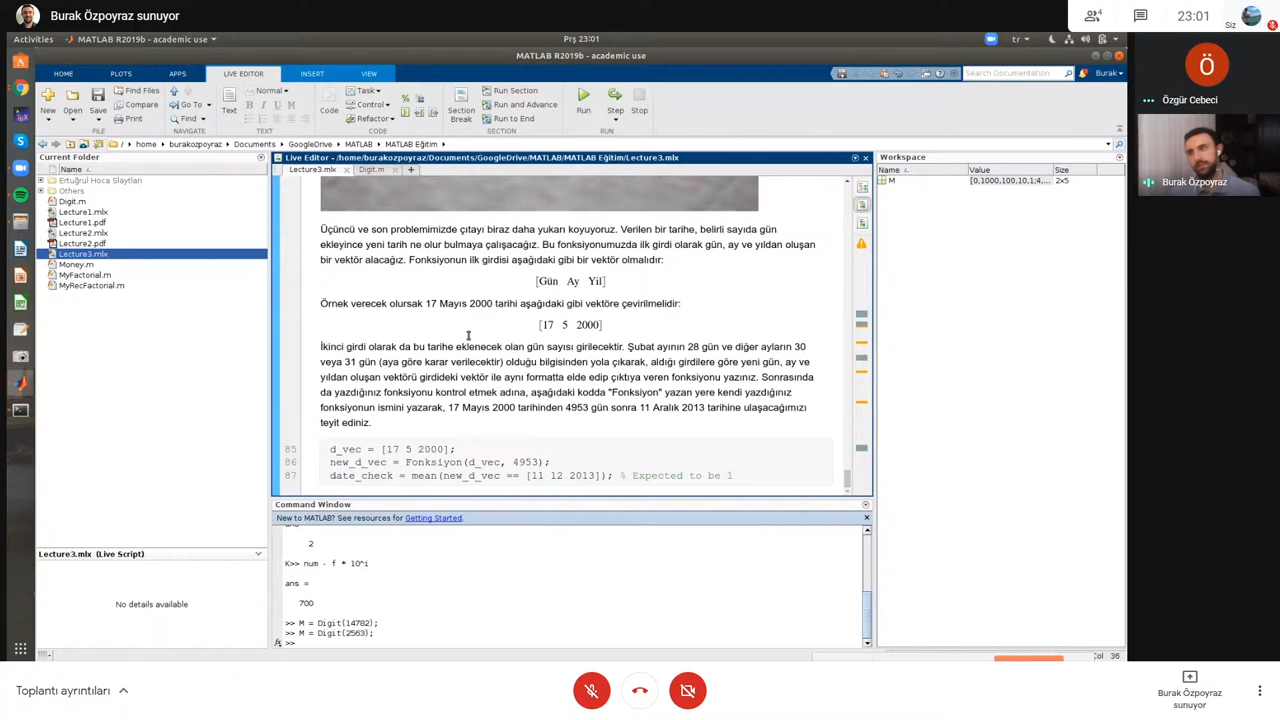 Burak Özpoyraz sunuyor
4
23:01
Siz
Activities
MATLAB R2019b - academic use
Prş 23:01
tr
MATLAB R2019b - academic use
HOME
PLOTS
APPS
LIVE EDITOR
INSERT
VIEW
Search Documentation
Burak
New
Open
Save
Find Files
Compare
Print
Go To
Find
Text
Normal
B I U M
Code
Task
Control
Refactor
Section
Break
Run Section
Run and Advance
Run to End
Run
Step
Stop
FILE
NAVIGATE
TEXT
CODE
SECTION
RUN
/ home burakozpoyraz Documents GoogleDrive MATLAB MATLAB Eğitim
Current Folder
Name
Ertuğrul Hoca Slaytları
Others
Digit.m
Lecture1.mlx
Lecture1.pdf
Lecture2.mlx
Lecture2.pdf
Lecture3.mlx
Money.m
MyFactorial.m
MyRecFactorial.m
Lecture3.mlx (Live Script)
No details available
Live Editor - /home/burakozpoyraz/Documents/GoogleDrive/MATLAB/MATLAB Eğitim/Lecture3.mlx
Lecture3.mlx
Digit.m
Üçüncü ve son problemimizde çıtayı biraz daha yukarı koyuyoruz. Verilen bir tarihe, belirli sayıda gün
ekleyince yeni tarih ne olur bulmaya çalışacağız. Bu fonksiyonumuzda ilk girdi olarak gün, ay ve yıldan oluşan
bir vektör alacağız. Fonksiyonun ilk girdisi aşağıdaki gibi bir vektör olmalıdır:
[Gün Ay Yil]
Örnek verecek olursak 17 Mayıs 2000 tarihi aşağıdaki gibi vektöre çevirilmelidir:
[17 5 2000]
İkinci girdi olarak da bu tarihe eklenecek olan gün sayısı girilecektir. Şubat ayının 28 gün ve diğer ayların 30
veya 31 gün (aya göre karar verilecektir) olduğu bilgisinden yola çıkarak, aldığı girdilere göre yeni gün, ay ve
yıldan oluşan vektörü girdideki vektör ile aynı formatta elde edip çıktıya veren fonksiyonu yazınız. Sonrasında
da yazdığınız fonksiyonu kontrol etmek adına, aşağıdaki kodda "Fonksiyon" yazan yere kendi yazdığınız
fonksiyonun ismini yazarak, 17 Mayıs 2000 tarihinden 4953 gün sonra 11 Aralık 2013 tarihine ulaşacağımızı
teyit ediniz.
85 d_vec = [17 5 2000];
86 new_d_vec = Fonksiyon(d_vec, 4953);
87 date_check = mean(new_d_vec == [11 12 2013]); % Expected to be 1
Command Window
New to MATLAB? See resources for Getting Started.
ans =
2
K>> num - f * 10^i
ans =
700
>> M = Digit(14782);
>> M = Digit(2563);
fx >>
Workspace
Name
Value
Size
M
[0,1000,100,10,1;4,...
2x5
Col 36
Ö
Özgür Cebeci
Burak Özpoyraz
Toplantı ayrıntıları
Burak Özpoyraz
sunuyor